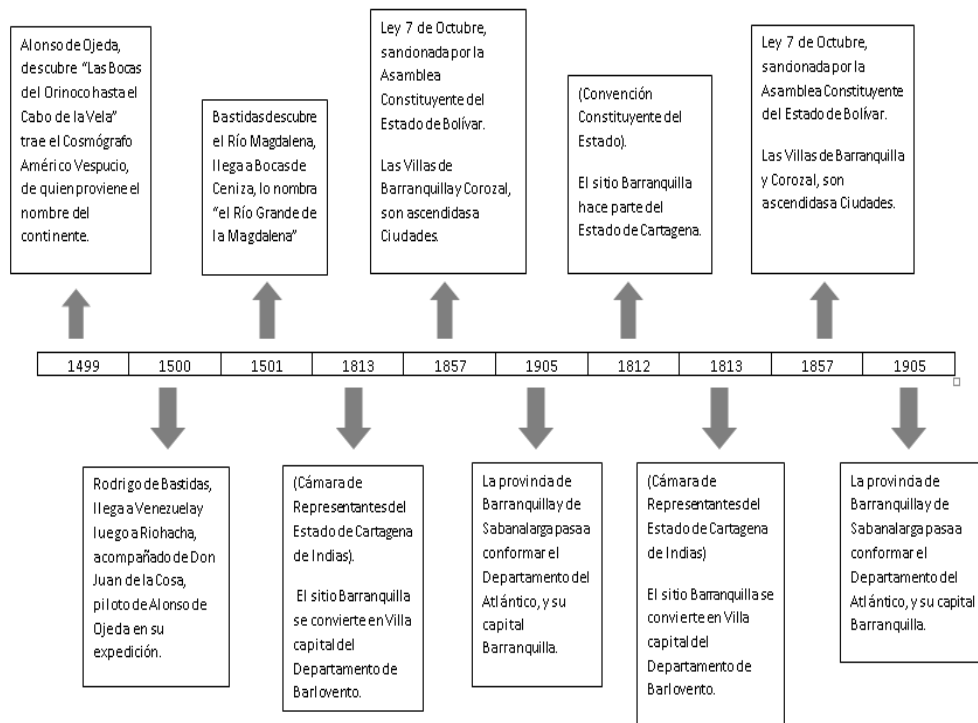 Alonso de Ojeda,
descubre “Las Bocas
del Orinoco hasta el
Cabo de la Vela”
trae el Cosmógrafo
Américo Vespucio,
de quien proviene el
nombre del
continente.
Bastidas descubre
el Río Magdalena,
llega a Bocas de
Ceniza, lo nombra
“el Río Grande de
la Magdalena”
Ley 7 de Octubre,
sancionada por la
Asamblea
Constituyente del
Estado de Bolívar.
Las Villas de
Barranquilla y Corozal,
son ascendidas a
Ciudades.
(Convención
Constituyente del
Estado).
El sitio Barranquilla
hace parte del
Estado de Cartagena.
Ley 7 de Octubre,
sancionada por la
Asamblea Constituyente
del Estado de Bolívar.
Las Villas de Barranquilla
y Corozal, son
ascendidas a Ciudades.
1499 1500 1501 1813 1857 1905 1812 1813 1857 1905
Rodrigo de Bastidas,
llega a Venezuela y
luego a Riohacha,
acompañado de Don
Juan de la Cosa,
piloto de Alonso de
Ojeda en su
expedición.
(Cámara de
Representantes del
Estado de Cartagena
de Indias).
El sitio Barranquilla
se convierte en Villa
capital del
Departamento de
Barlovento.
La provincia de
Barranquilla y de
Sabanalarga pasa a
conformar el
Departamento del
Atlántico, y su
capital
Barranquilla.
(Cámara de
Representantes del
Estado de Cartagena
de Indias)
El sitio Barranquilla se
convierte en Villa
capital del
Departamento de
Barlovento.
La provincia de
Barranquilla y de
Sabanalarga pasa a
conformar el
Departamento del
Atlántico, y su capital
Barranquilla.